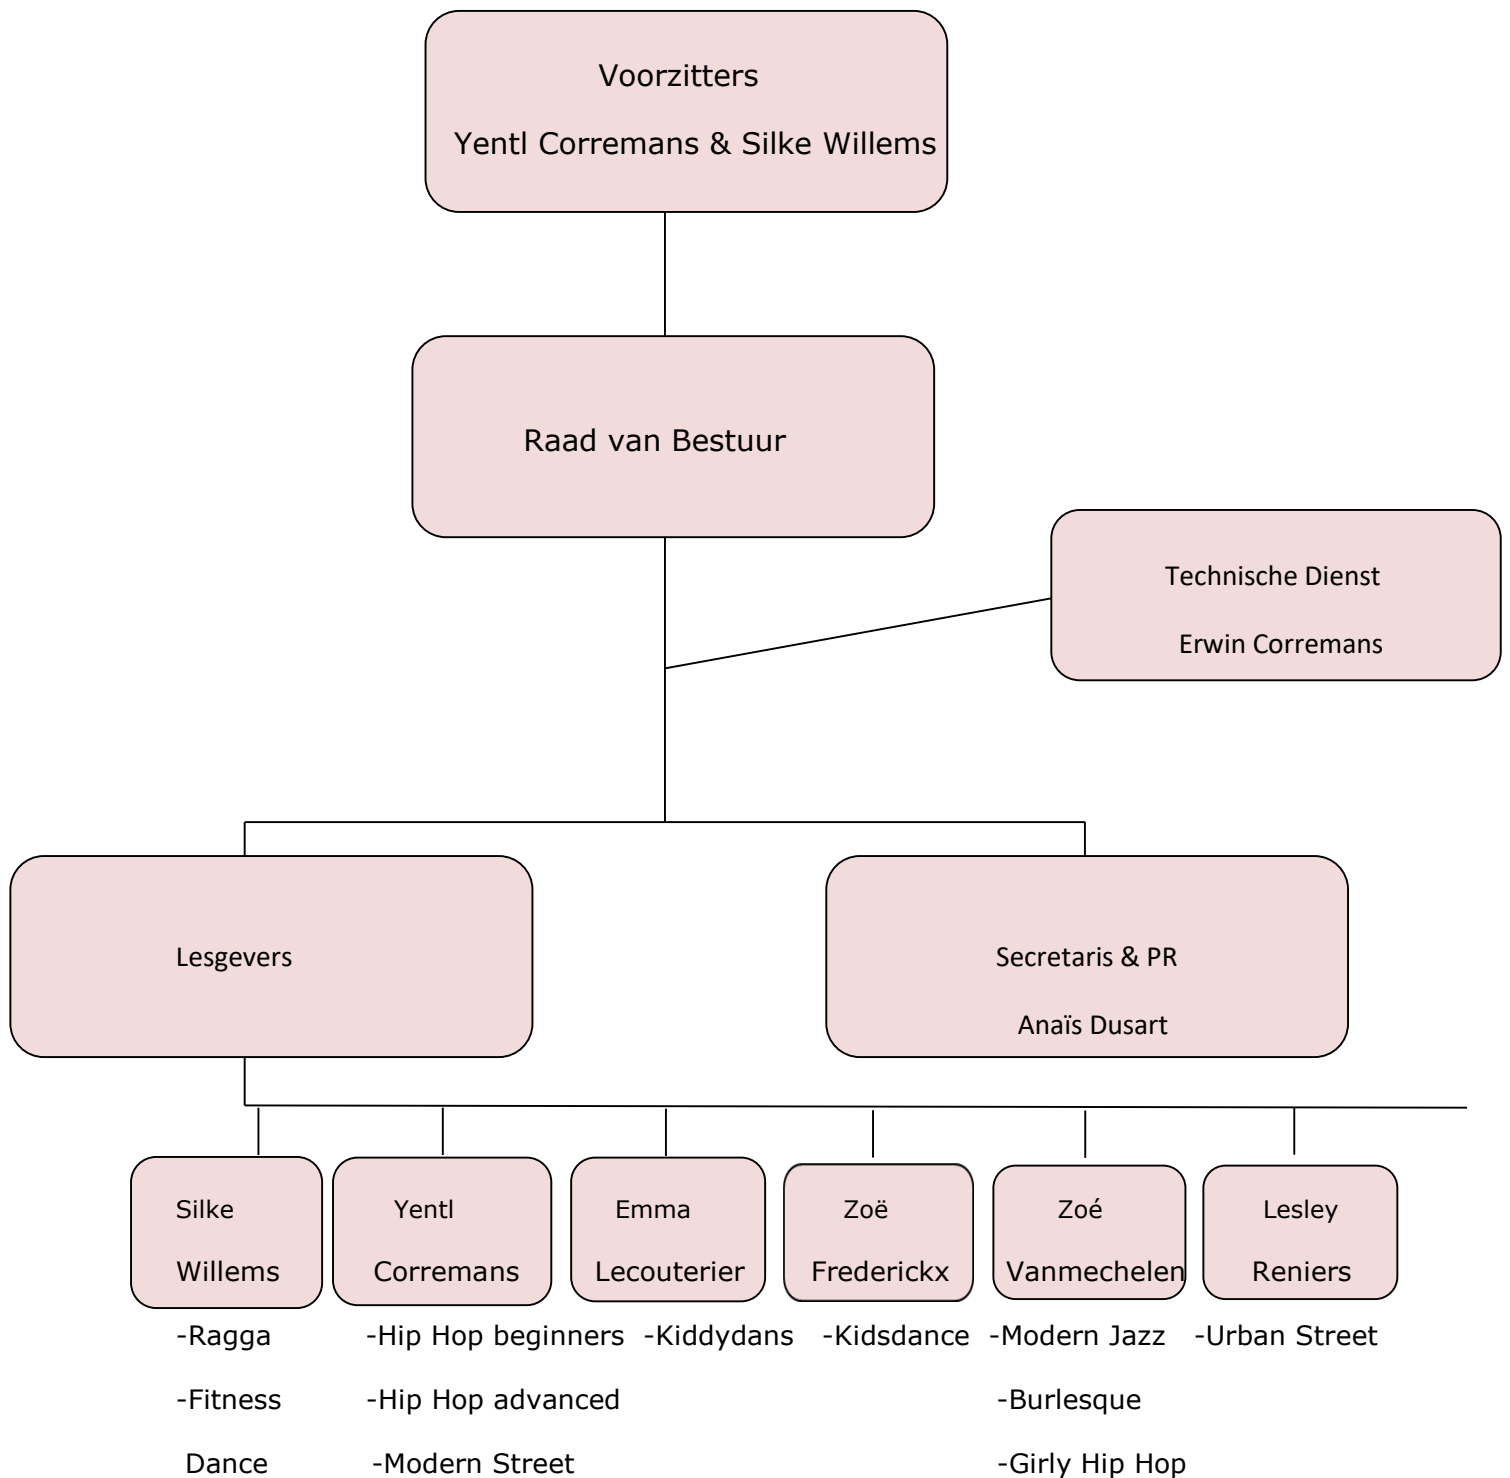 Voorzitters
Yentl Corremans & Silke Willems
Raad van Bestuur
Technische Dienst
Erwin Corremans
Lesgevers
Secretaris & PR
Anaïs Dusart
Silke
Willems
-Ragga
-Fitness
Dance
Yentl
Corremans
-Hip Hop beginners
-Hip Hop advanced
-Modern Street
Emma
Lecouterier
-Kiddydans
Zoë
Frederickx
-Kidsdance
Zoé
Vanmechelen
-Modern Jazz
-Burlesque
-Girly Hip Hop
Lesley
Reniers
-Urban Street